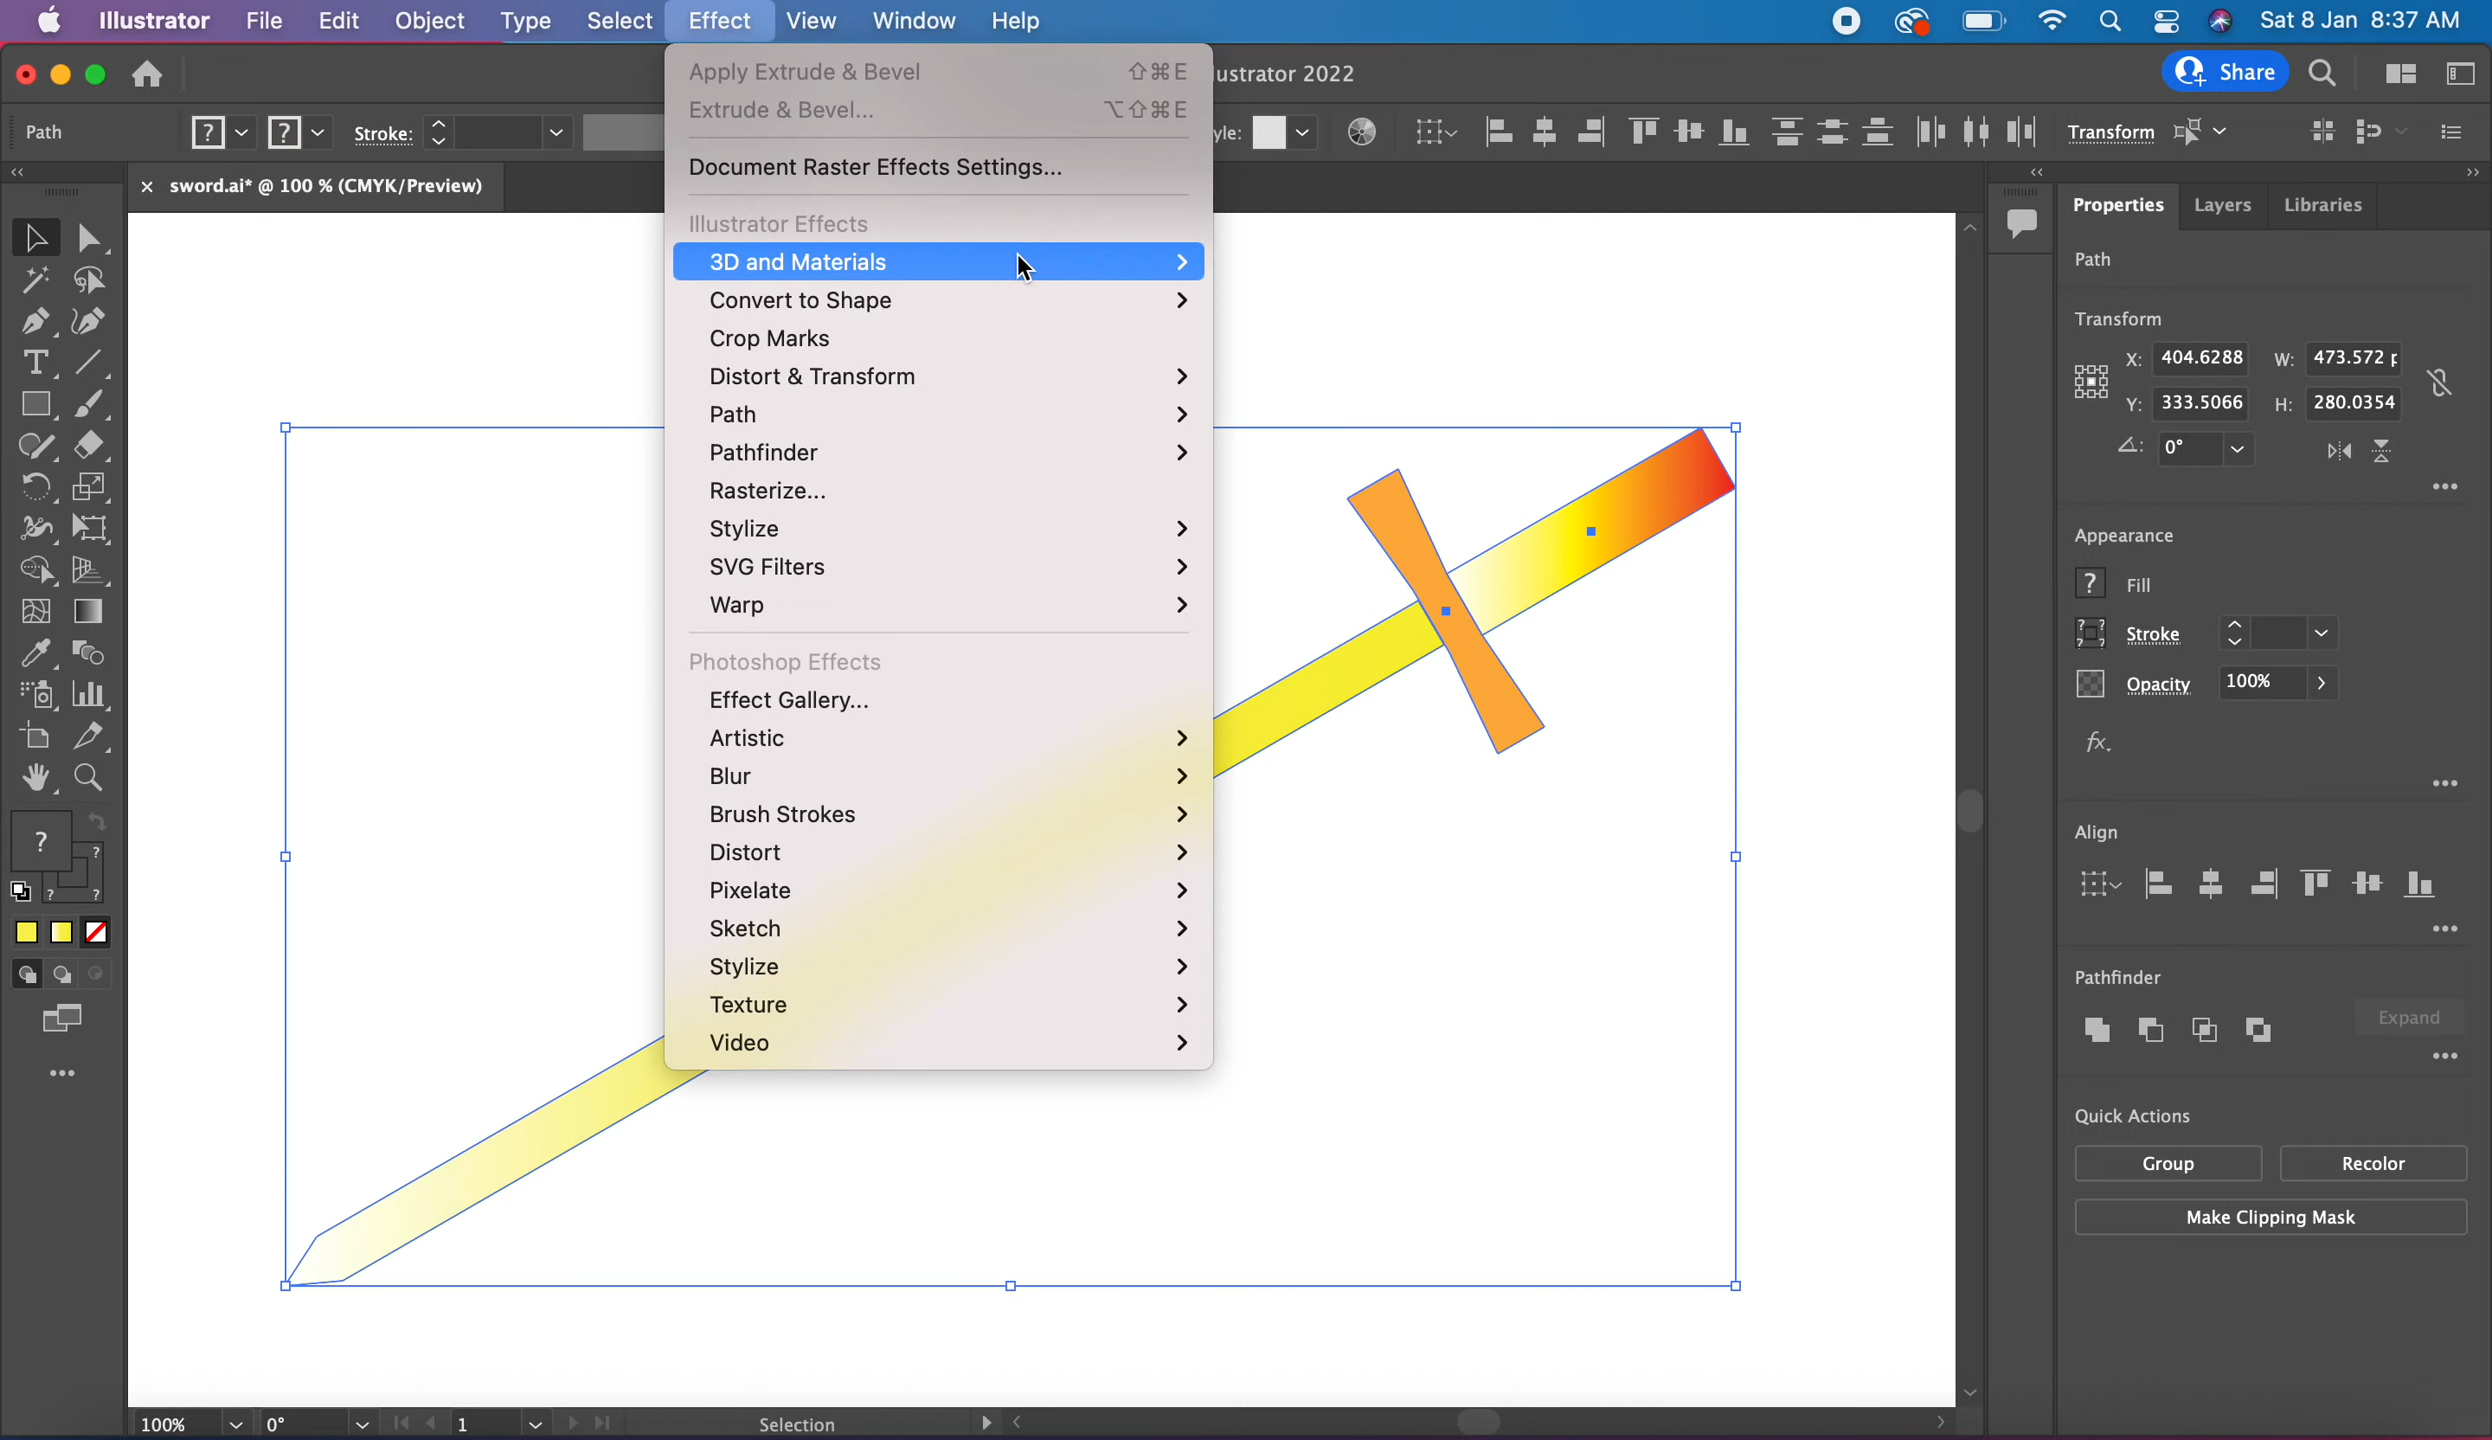 Illustrator File Edit Object Type Select Effect View Window Help Sat 8 Jan 8:37 AM
lustrator 2022 Share
Path ? ? Stroke: yle: Transform
× sword.ai* @ 100 % (CMYK/Preview)
Apply Extrude & Bevel ⇧⌘E
Extrude & Bevel... ⌥⇧⌘E
Document Raster Effects Settings...
Illustrator Effects
3D and Materials
Convert to Shape
Crop Marks
Distort & Transform
Path
Pathfinder
Rasterize...
Stylize
SVG Filters
Warp
Photoshop Effects
Effect Gallery...
Artistic
Blur
Brush Strokes
Distort
Pixelate
Sketch
Stylize
Texture
Video
Properties Layers Libraries
Path
Transform
X: 404.6288 W: 473.572 p
Y: 333.5066 H: 280.0354
0°
Appearance
? Fill
? ? ? ? Stroke
Opacity 100%
fx.
Align
Pathfinder
Expand
Quick Actions
Group Recolor
Make Clipping Mask
?
?
? ?
100% 0° 1 Selection